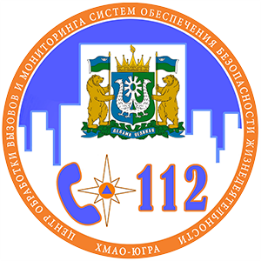 ЦЕНТР ОБРАБОТКИ ВЫЗОВОВ И МОНИТОРИНГА СИСТЕМ ОБЕСПЕЧЕНИЯ БЕЗОПАСНОСТИ ЖИЗНЕДЕЯТЕЛЬНОСТИ
112
ХМАО-ЮГРА